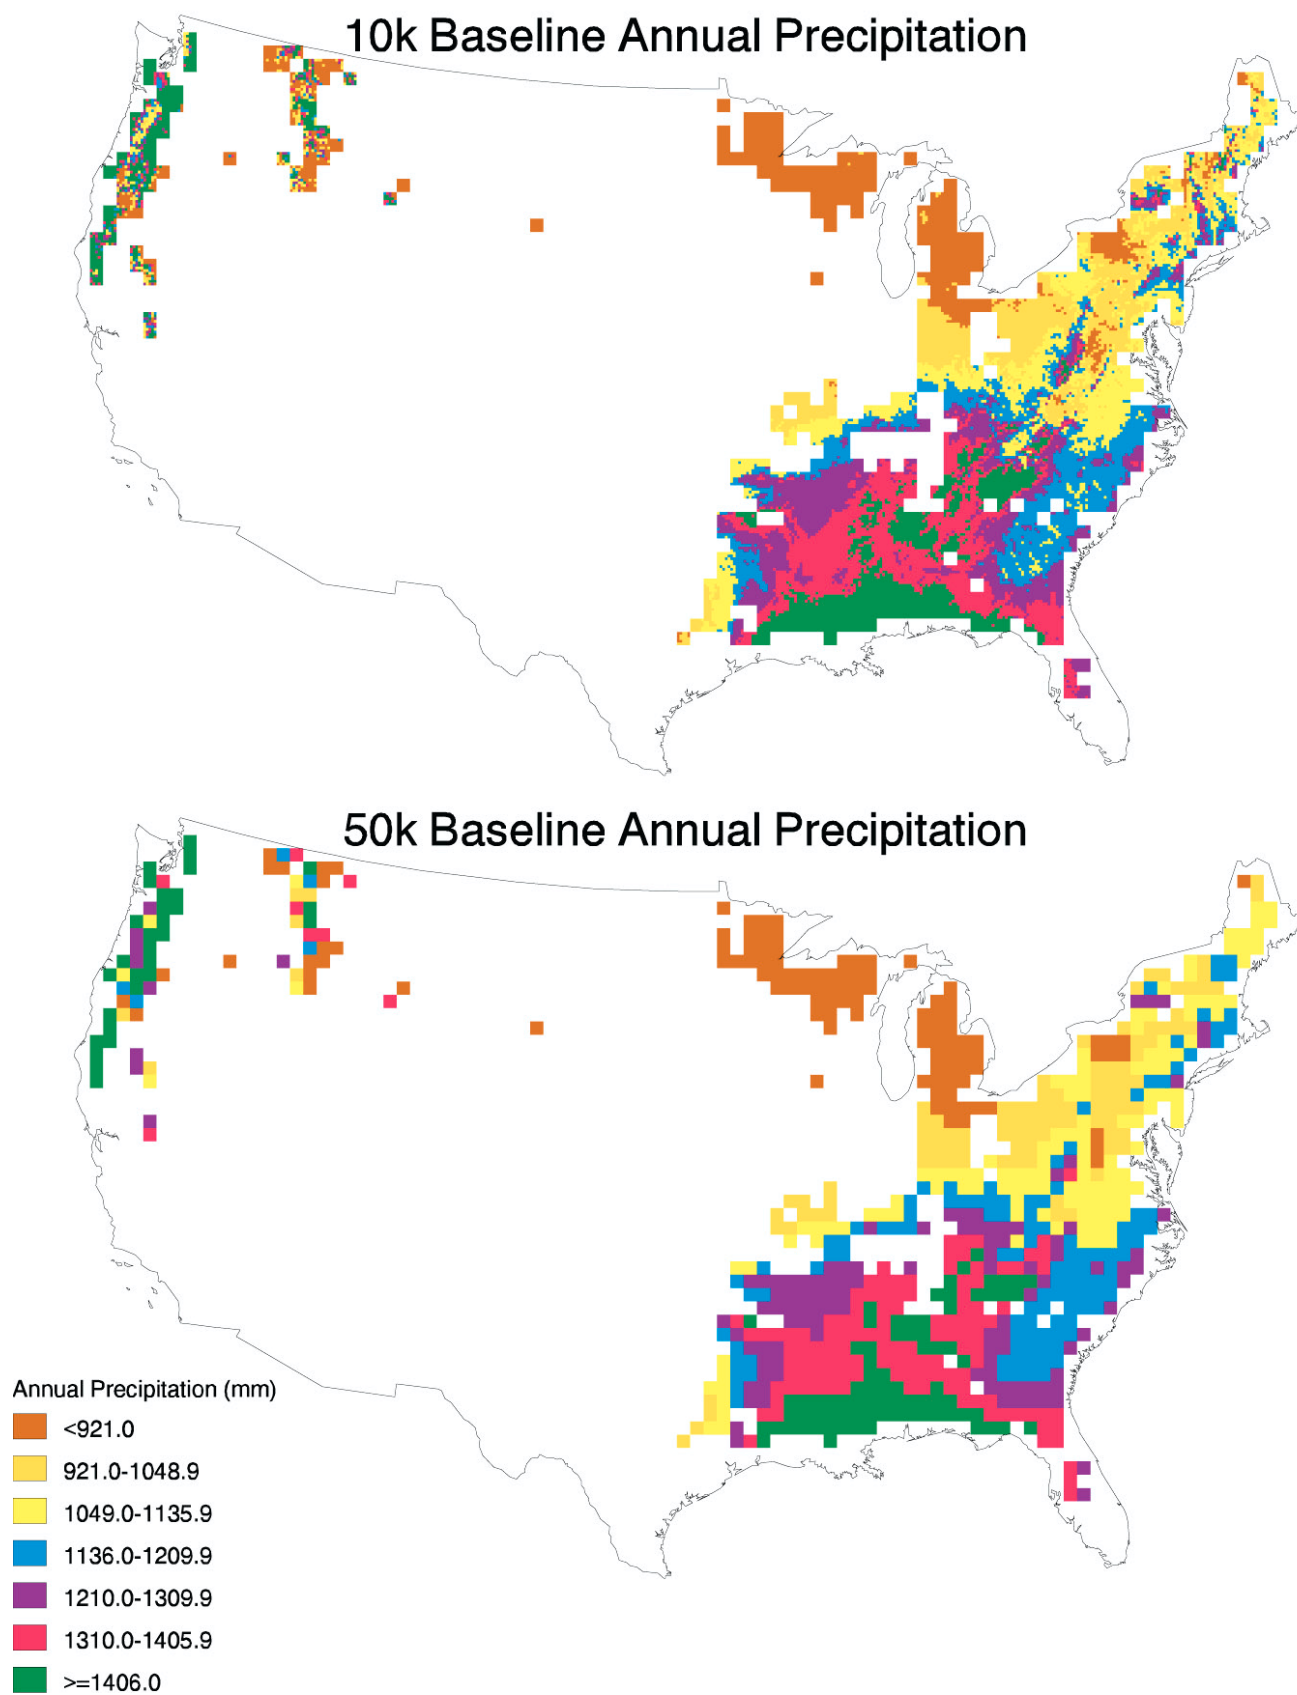 10k Baseline Annual Precipitation
50k Baseline Annual Precipitation
Annual Precipitation (mm)
<921.0
921.0-1048.9
1049.0-1135.9
1136.0-1209.9
1210.0-1309.9
1310.0-1405.9
>=1406.0